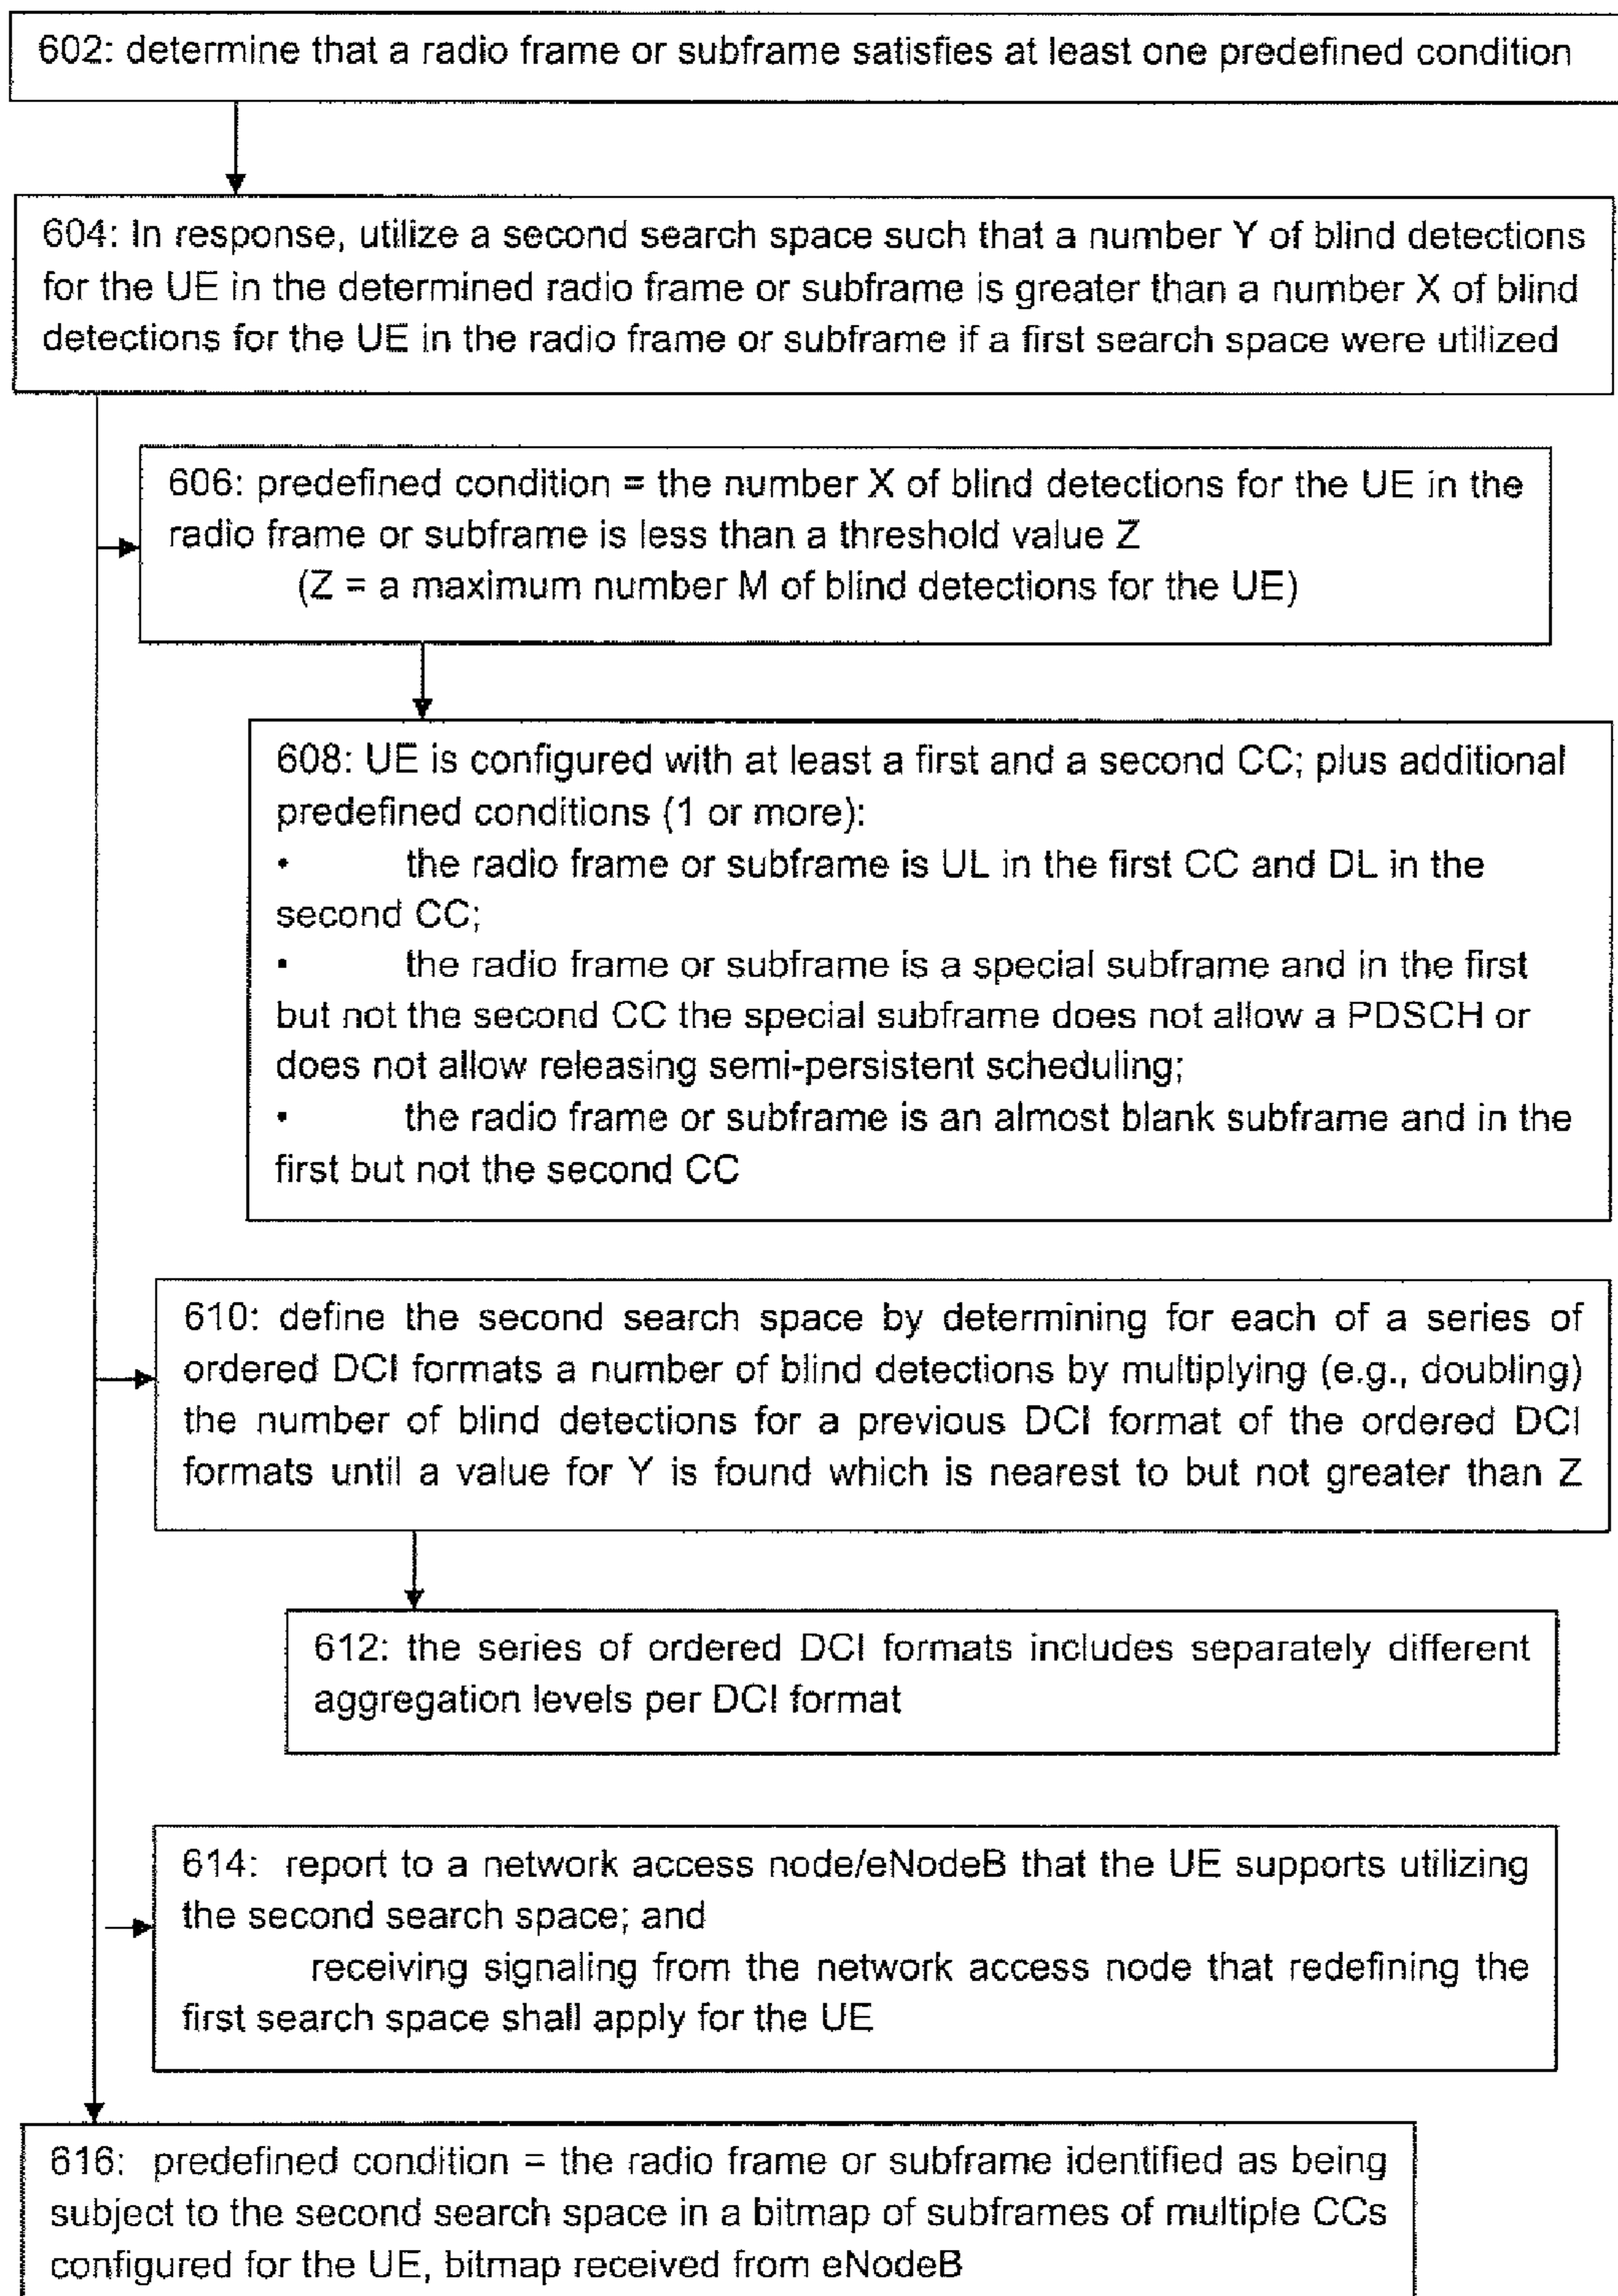 602: determine that a radio frame or subframe satisfies at least one predefined condition
604: In response, utilize a second search space such that a number Y of blind detections
for the UE in the determined radio frame or subframe is greater than a number X of blind
detections for the UE in the radio frame or subframe if a first search space were utilized
606: predefined condition = the number X of blind detections for the UE in the
radio frame or subframe is less than a threshold value Z
(Z = a maximum number M of blind detections for the UE)
608: UE is configured with at least a first and a second CC; plus additional
predefined conditions (1 or more):
• the radio frame or subframe is UL in the first CC and DL in the
second CC;
• the radio frame or subframe is a special subframe and in the first
but not the second CC the special subframe does not allow a PDSCH or
does not allow releasing semi-persistent scheduling;
• the radio frame or subframe is an almost blank subframe and in the
first but not the second CC
610: define the second search space by determining for each of a series of
ordered DCI formats a number of blind detections by multiplying (e.g., doubling)
the number of blind detections for a previous DCI format of the ordered DCI
formats until a value for Y is found which is nearest to but not greater than Z
612: the series of ordered DCI formats includes separately different
aggregation levels per DCI format
614: report to a network access node/eNodeB that the UE supports utilizing
the second search space; and
receiving signaling from the network access node that redefining the
first search space shall apply for the UE
616: predefined condition = the radio frame or subframe identified as being
subject to the second search space in a bitmap of subframes of multiple CCs
configured for the UE, bitmap received from eNodeB